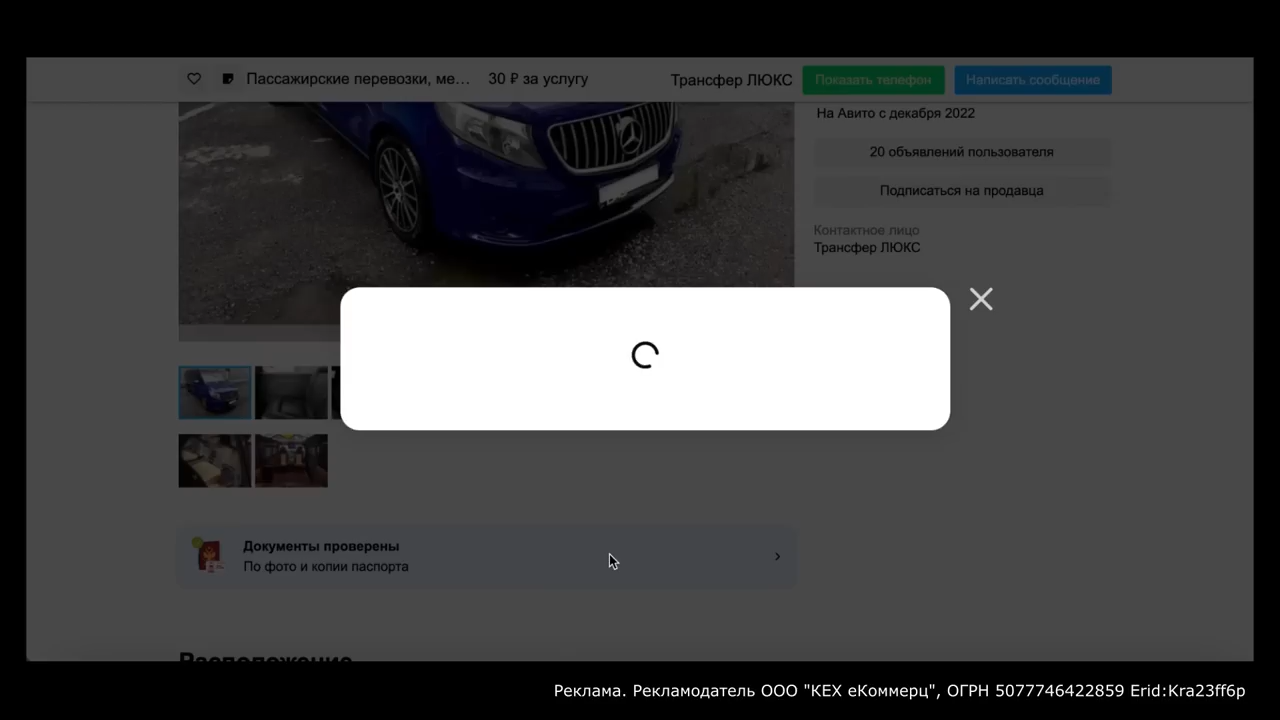 Пассажирские перевозки, ме... 30 ₽ за услугу Трансфер ЛЮКС Показать телефон Написать сообщение
На Авито с декабря 2022
20 объявлений пользователя
Подписаться на продавца
Контактное лицо
Трансфер ЛЮКС
Документы проверены
По фото и копии паспорта
Расположение
Реклама. Рекламодатель ООО "КЕХ еКоммерц", ОГРН 5077746422859 Erid:Kra23ff6p